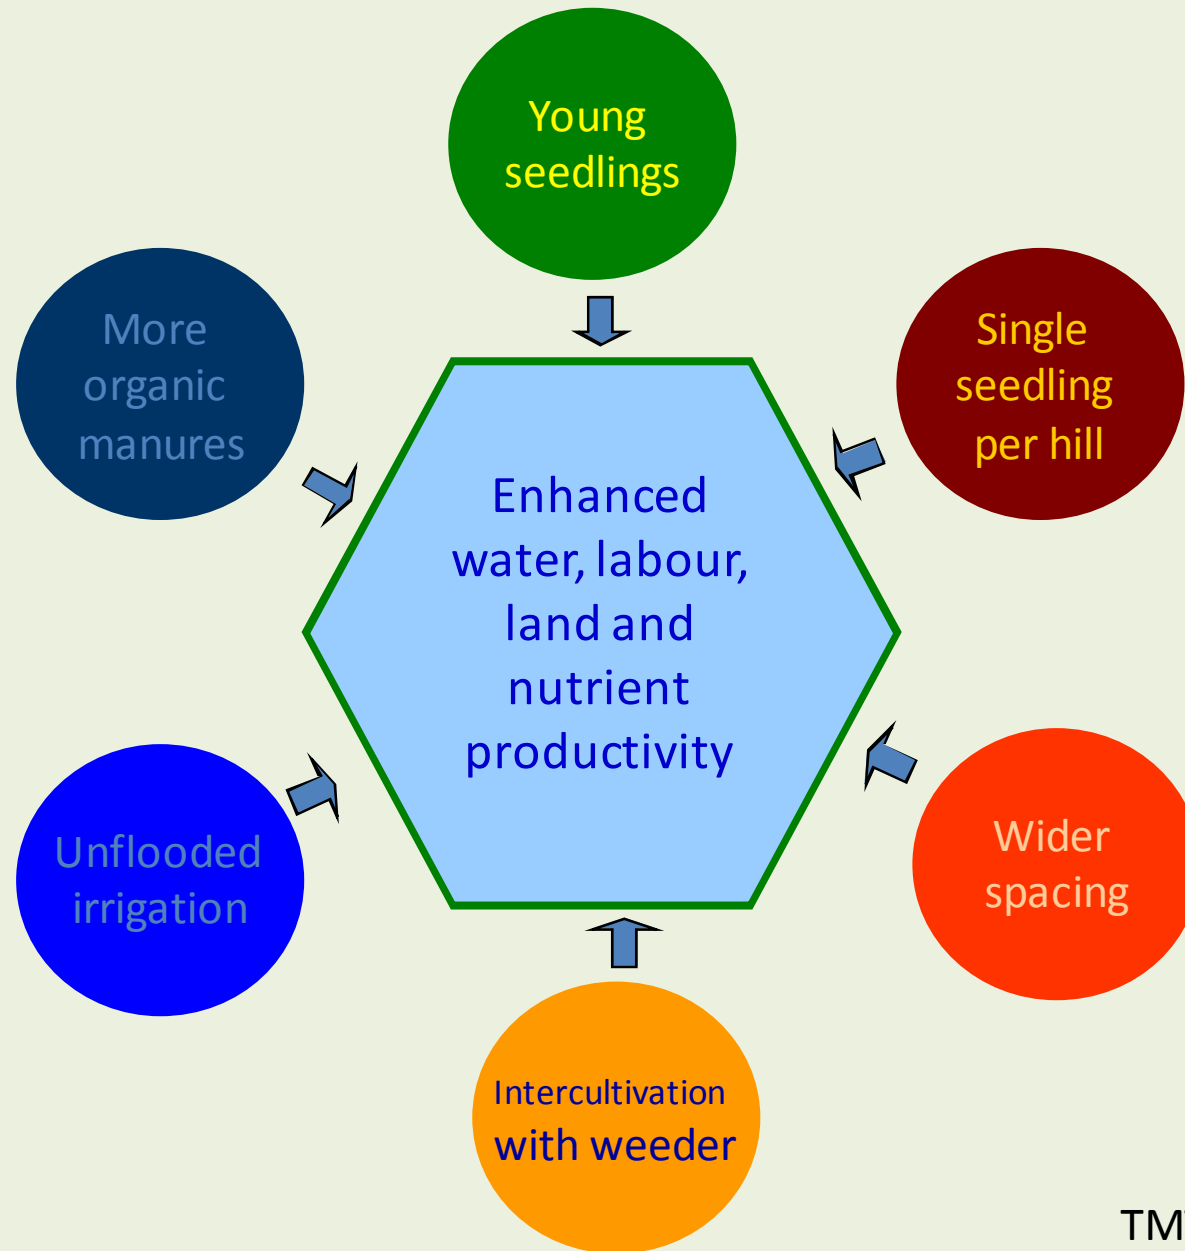 Young
seedlings
More
organic
manures
Single
seedling
per hill
Enhanced
water, labour,
land and
nutrient
productivity
Unflooded
irrigation
Wider
spacing
Intercultivation
with weeder